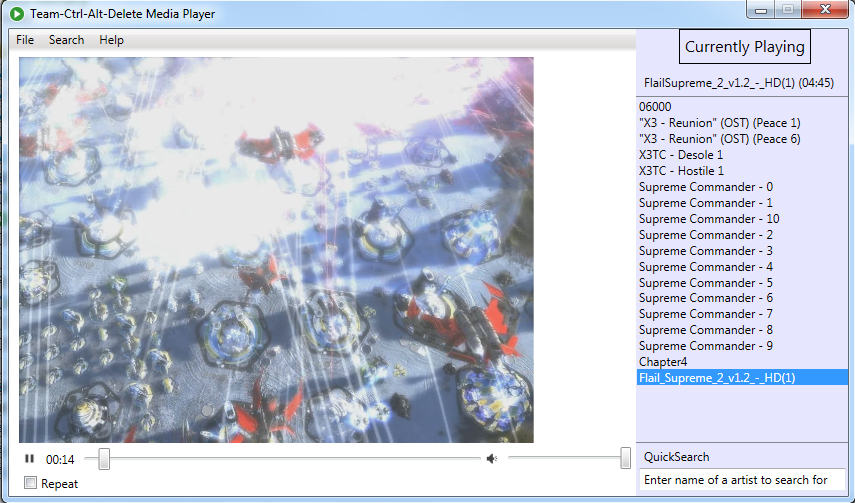 Team-Ctrl-Alt-Delete Media Player
File Search Help
Currently Playing
FlailSupreme_2_v1.2_-_HD(1) (04:45)
06000
"X3 - Reunion" (OST) (Peace 1)
"X3 - Reunion" (OST) (Peace 6)
X3TC - Desole 1
X3TC - Hostile 1
Supreme Commander - 0
Supreme Commander - 1
Supreme Commander - 10
Supreme Commander - 2
Supreme Commander - 3
Supreme Commander - 4
Supreme Commander - 5
Supreme Commander - 6
Supreme Commander - 7
Supreme Commander - 8
Supreme Commander - 9
Chapter4
Flail_Supreme_2_v1.2_-_HD(1)
00:14
Repeat
QuickSearch
Enter name of a artist to search for